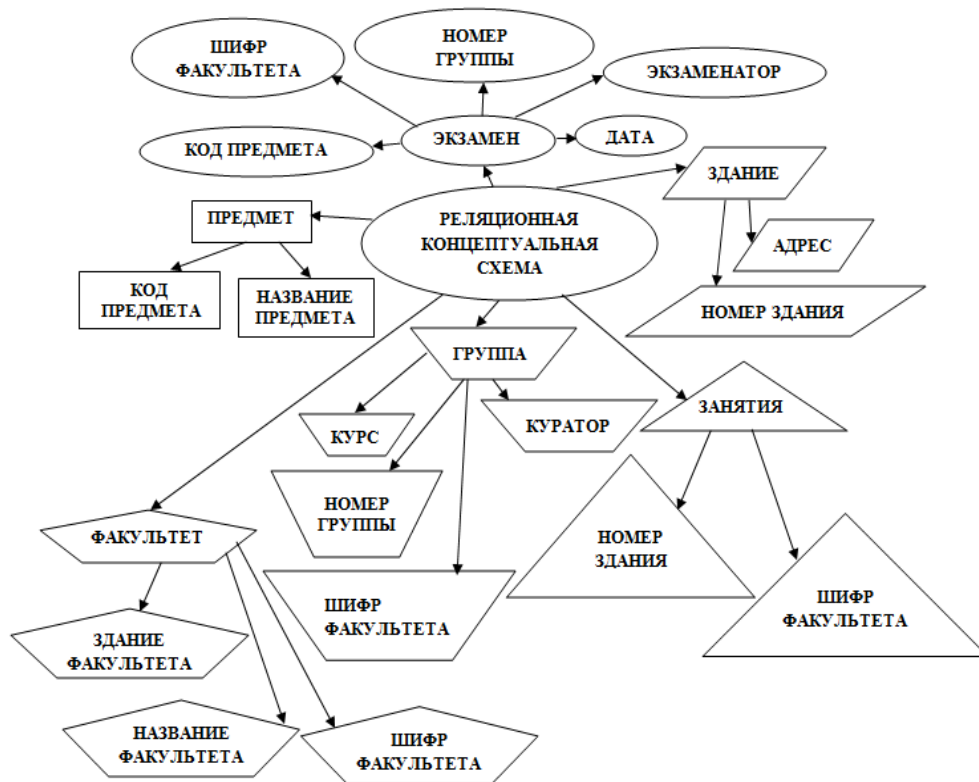 ШИФР
ФАКУЛЬТЕТА
НОМЕР
ГРУППЫ
ЭКЗАМЕНАТОР
КОД ПРЕДМЕТА
ЭКЗАМЕН
ДАТА
ЗДАНИЕ
ПРЕДМЕТ
РЕЛЯЦИОННАЯ
КОНЦЕПТУАЛЬНАЯ
СХЕМА
АДРЕС
КОД
ПРЕДМЕТА
НАЗВАНИЕ
ПРЕДМЕТА
НОМЕР ЗДАНИЯ
ГРУППА
ЗАНЯТИЯ
КУРС
КУРАТОР
НОМЕР
ГРУППЫ
ФАКУЛЬТЕТ
НОМЕР
ЗДАНИЯ
ШИФР
ФАКУЛЬТЕТА
ШИФР
ФАКУЛЬТЕТА
ЗДАНИЕ
ФАКУЛЬТЕТА
НАЗВАНИЕ
ФАКУЛЬТЕТА
ШИФР
ФАКУЛЬТЕТА